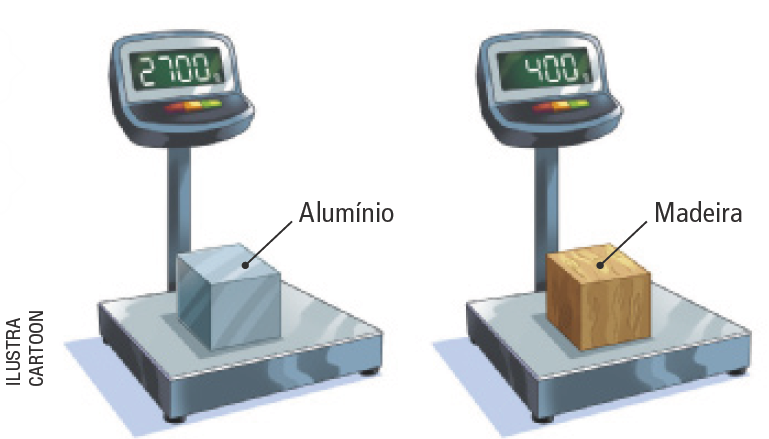 2700g
400g
Alumínio
Madeira
ILUSTRA
CARTOON